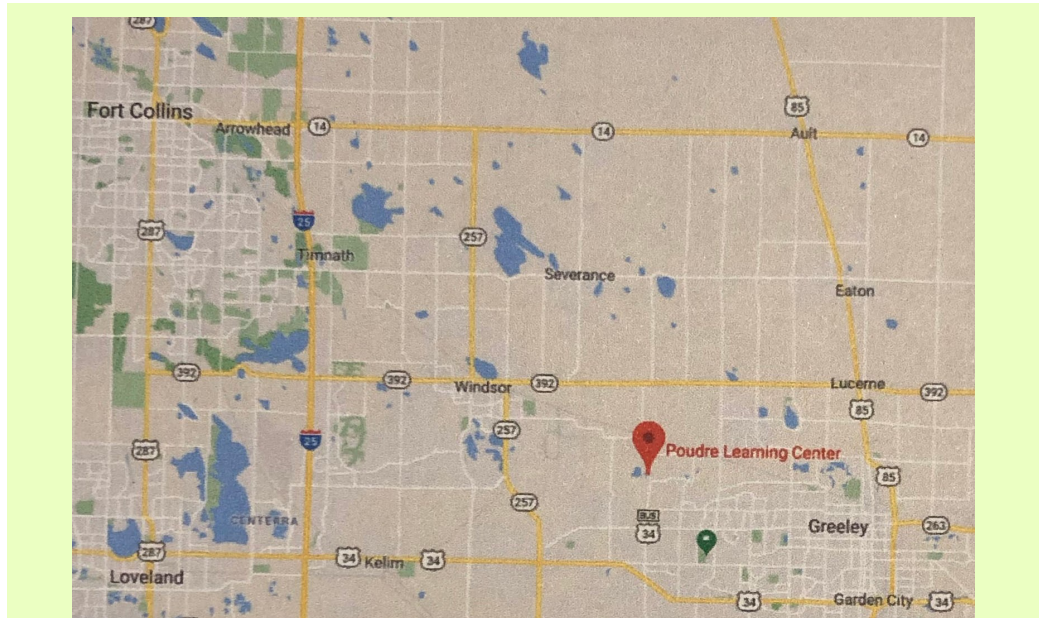 287
Fort Collins
85
Arrowhead
14
14
Ault
14
25
287
257
Timnath
Severance
Eaton
392
392
Windsor
392
Lucerne
392
85
257
25
287
Poudre Learning Center
85
257
BUS
34
CENTERRA
Greeley
263
287
34
Kelim
34
Loveland
34
Garden City
34